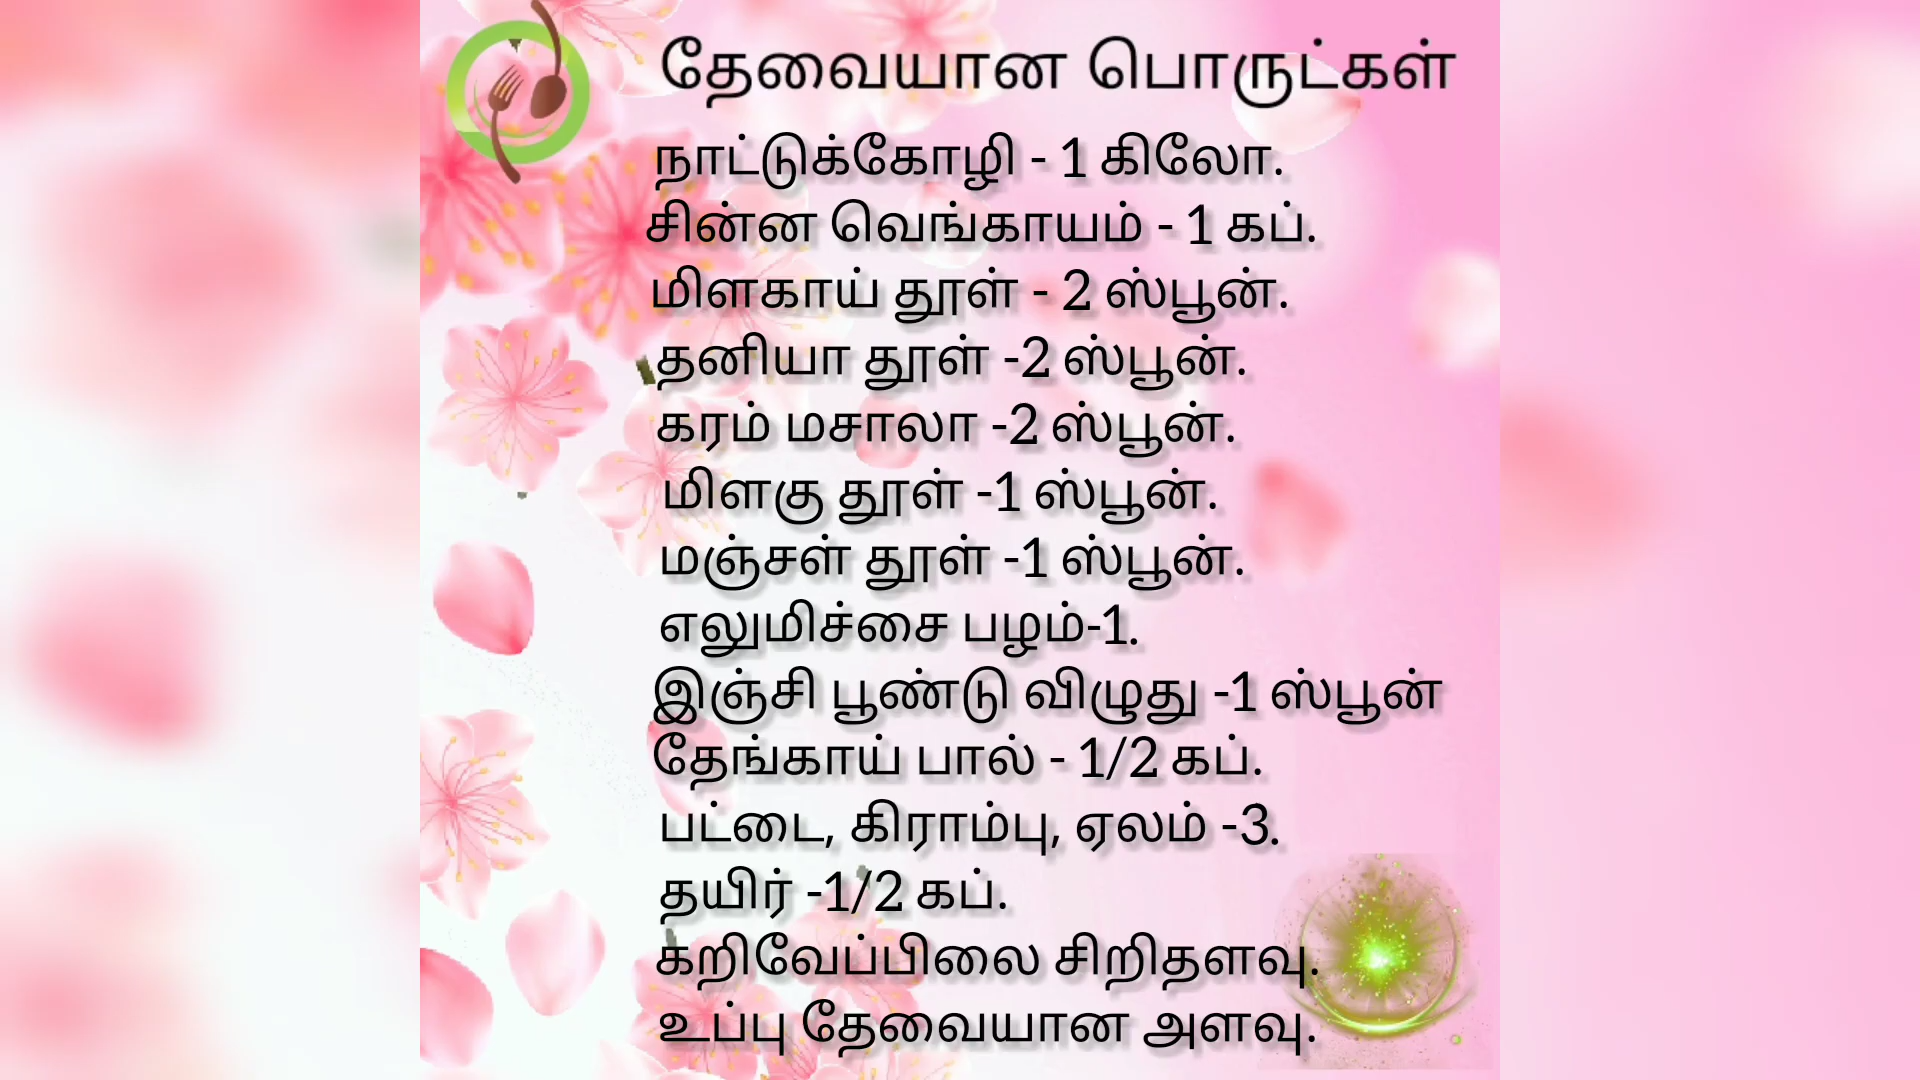 தேவையான பொருட்கள்
நாட்டுக்கோழி - 1 கிலோ.
சின்ன வெங்காயம் - 1 கப்.
மிளகாய் தூள் - 2 ஸ்பூன்.
தனியா தூள் -2 ஸ்பூன்.
கரம் மசாலா -2 ஸ்பூன்.
மிளகு தூள் -1 ஸ்பூன்.
மஞ்சள் தூள் -1 ஸ்பூன்.
எலுமிச்சை பழம்-1.
இஞ்சி பூண்டு விழுது -1 ஸ்பூன்
தேங்காய் பால் - 1/2 கப்.
பட்டை, கிராம்பு, ஏலம் -3.
தயிர் -1/2 கப்.
கறிவேப்பிலை சிறிதளவு.
உப்பு தேவையான அளவு.